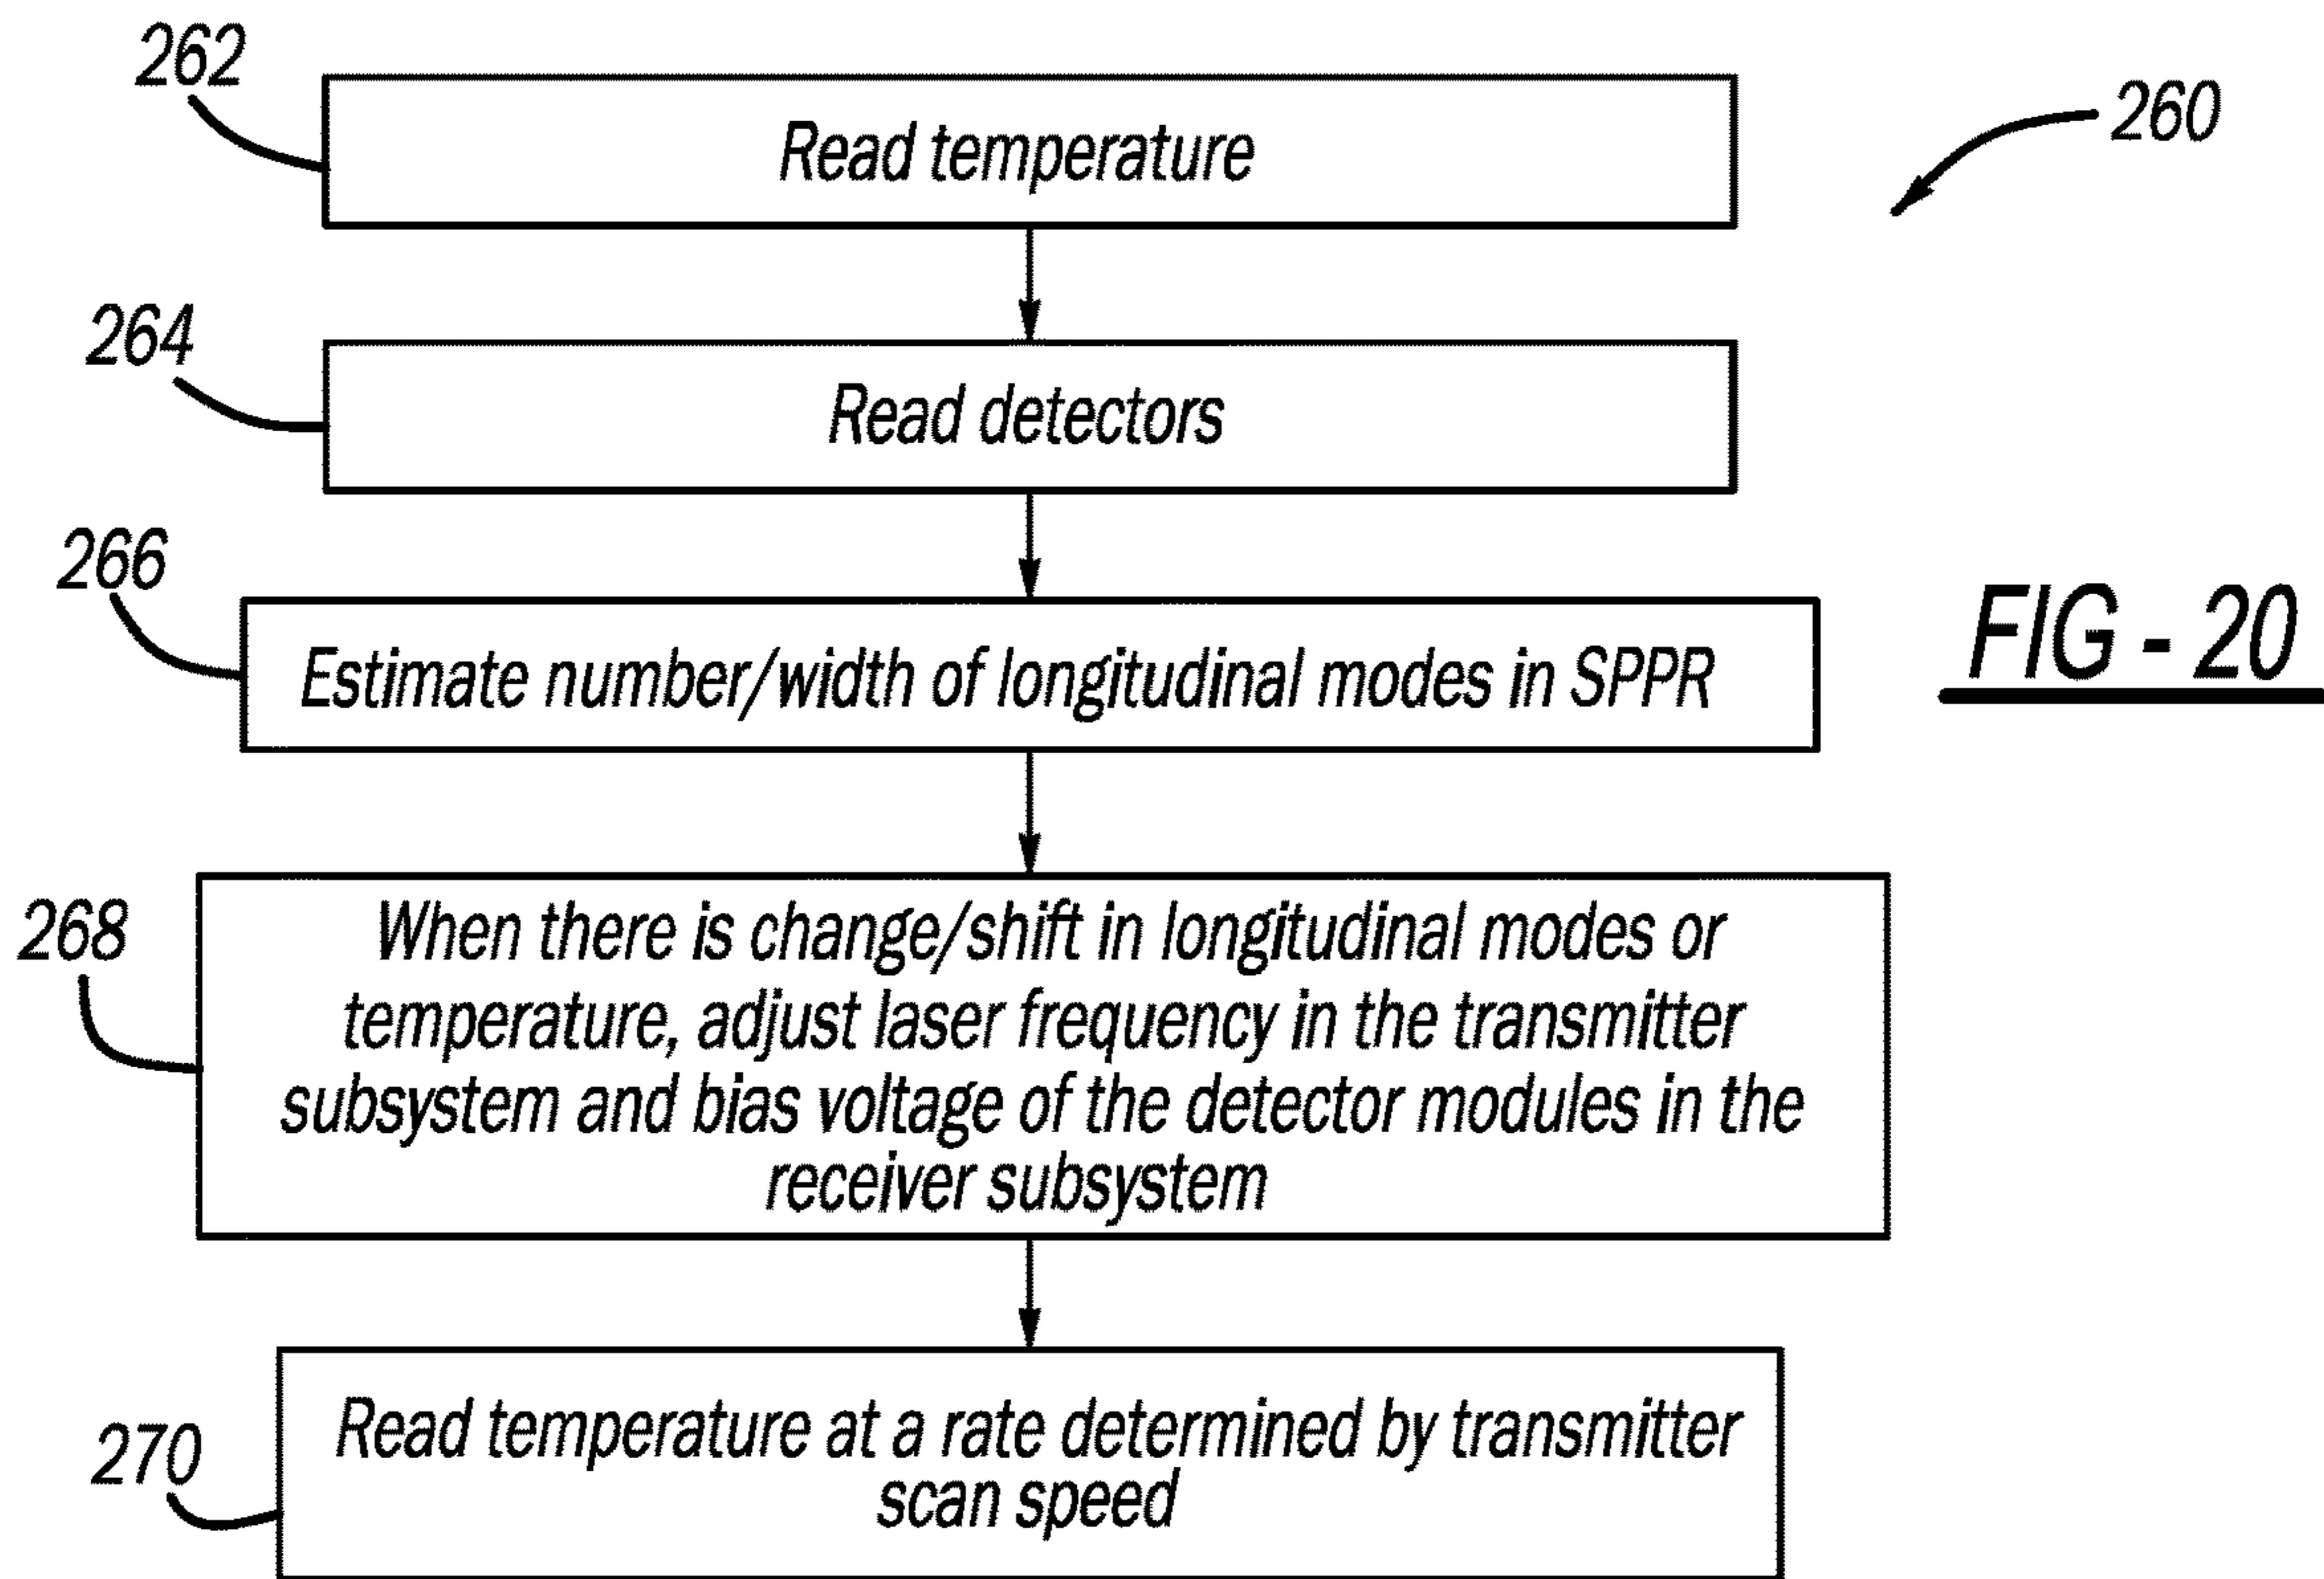 262
Read temperature
260
264
Read detectors
266
Estimate number/width of longitudinal modes in SPPR
FIG - 20
268
When there is change/shift in longitudinal modes or
temperature, adjust laser frequency in the transmitter
subsystem and bias voltage of the detector modules in the
receiver subsystem
270
Read temperature at a rate determined by transmitter
scan speed